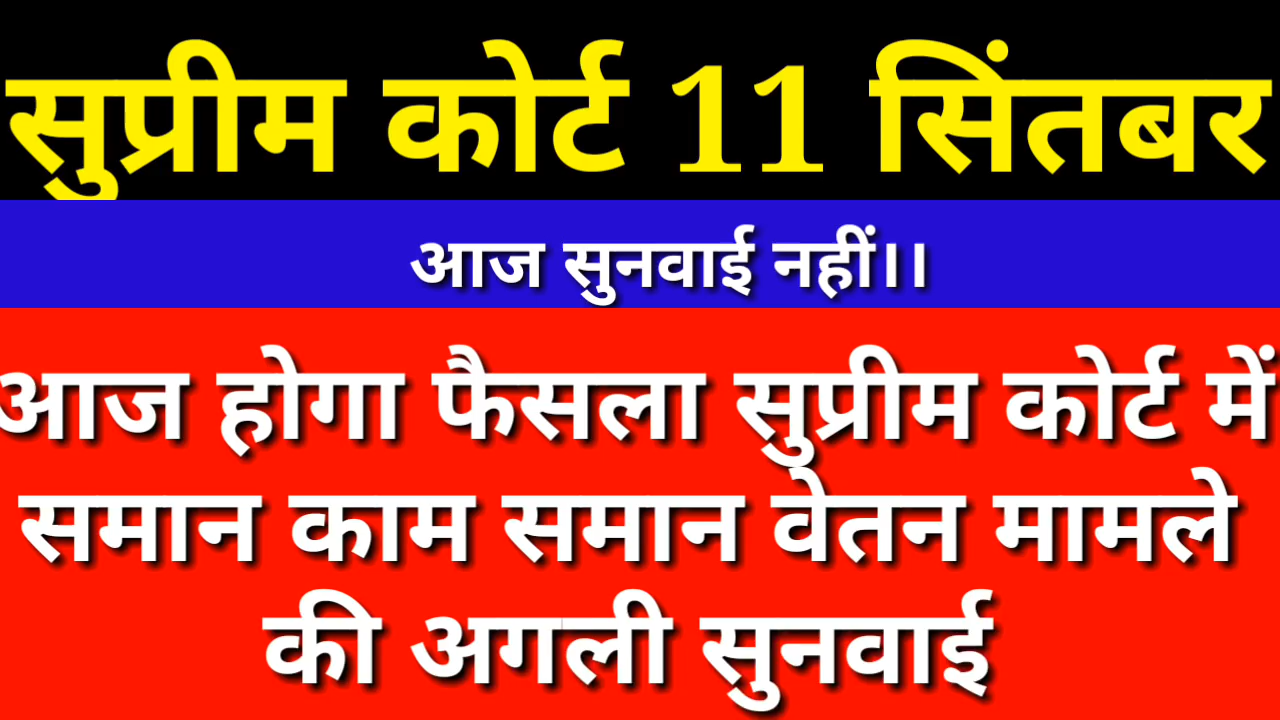 सुप्रीम कोर्ट 11 सिंतबर
आज सुनवाई नहीं।।
आज होगा फैसला सुप्रीम कोर्ट में
समान काम समान वेतन मामले
की अगली सुनवाई